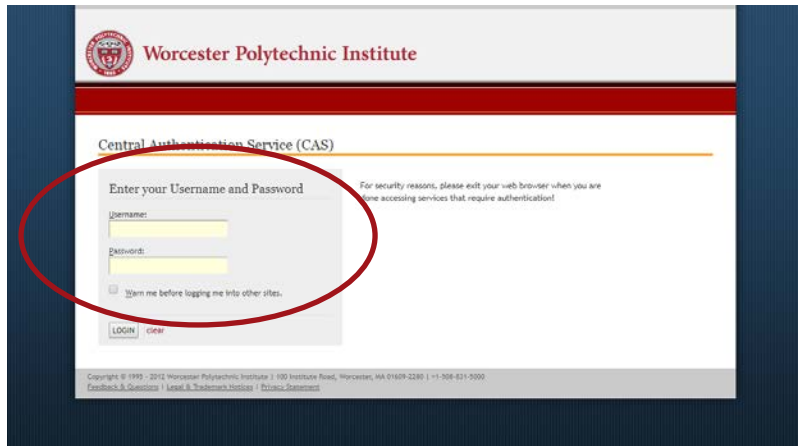 Worcester Polytechnic Institute
Central Authentication Service (CAS)
Enter your Username and Password
Username:
Password:
Warn me before logging me into other sites.
LOGIN clear
For security reasons, please exit your web browser when you are
done accessing services that require authentication!
Copyright © 1995 - 2012 Worcester Polytechnic Institute | 100 Institute Road, Worcester, MA 01609-2280 | +1-508-831-5000
Feedback & Questions | Legal & Trademark Notices | Privacy Statement